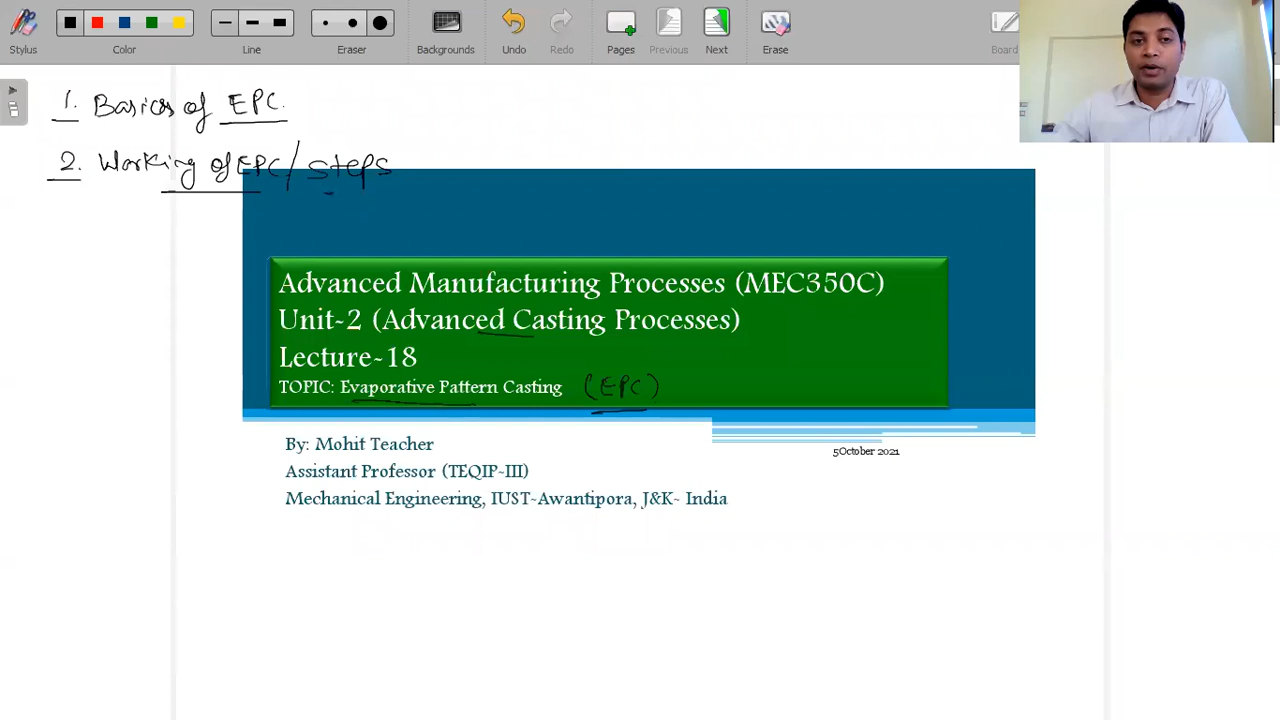 Stylus
Color
Line
Eraser
Backgrounds
Undo
Redo
Pages
Previous
Next
Erase
Board
1. Basics of EPC.
2. Working of EPC/ steps
Advanced Manufacturing Processes (MEC350C)
Unit-2 (Advanced Casting Processes)
Lecture-18
TOPIC: Evaporative Pattern Casting (EPC)
By: Mohit Teacher
5October 2021
Assistant Professor (TEQIP-III)
Mechanical Engineering, IUST-Awantipora, J&K- India